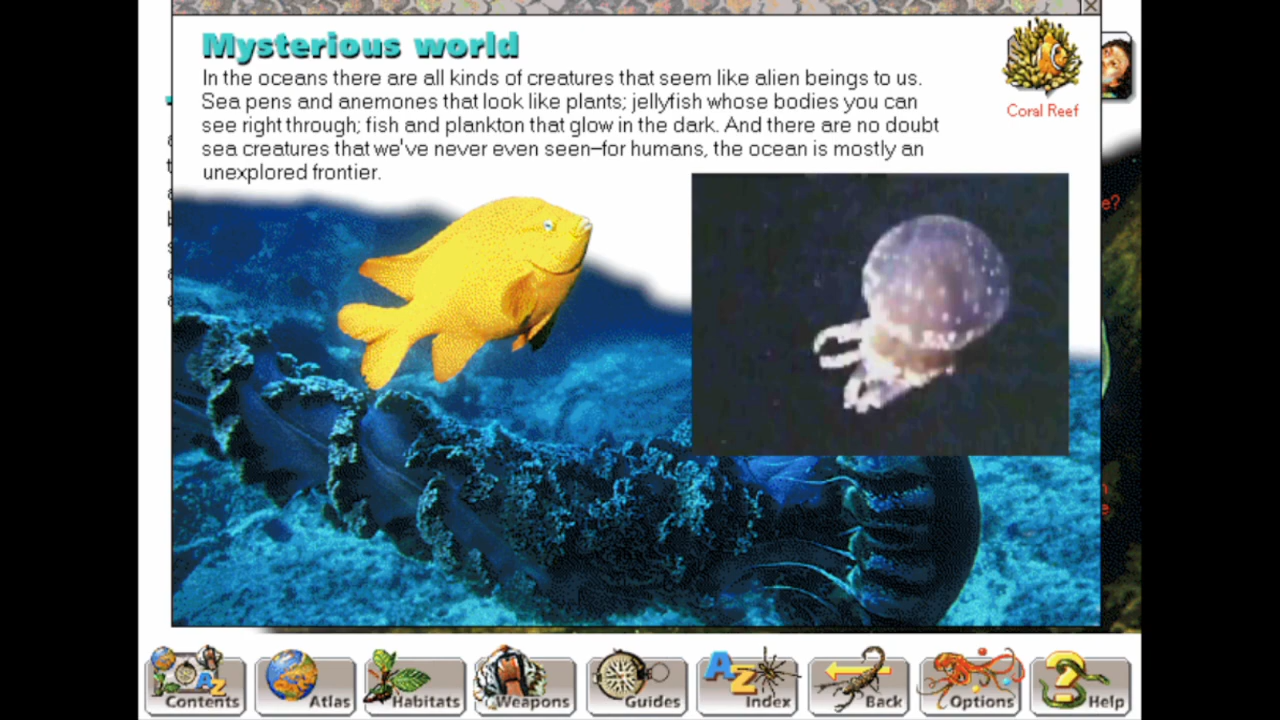 Mysterious world
In the oceans there are all kinds of creatures that seem like alien beings to us.
Sea pens and anemones that look like plants; jellyfish whose bodies you can
see right through; fish and plankton that glow in the dark. And there are no doubt
sea creatures that we've never even seen–for humans, the ocean is mostly an
unexplored frontier.
Coral Reef
e?
Contents
Atlas
Habitats
Weapons
Guides
AZ
Index
Back
Options
Help